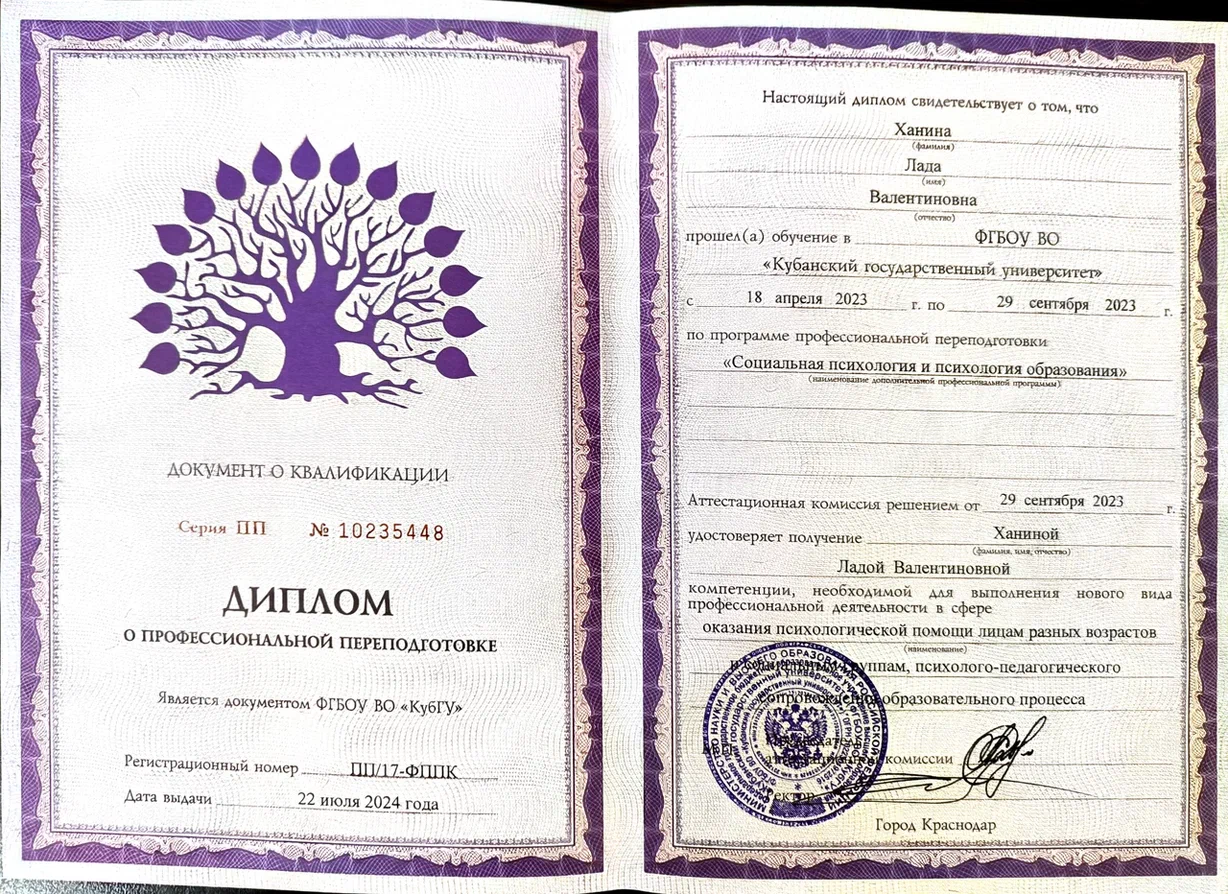 ДОКУМЕНТ О КВАЛИФИКАЦИИ
Серия ПП № 10235448
ДИПЛОМ
О ПРОФЕССИОНАЛЬНОЙ ПЕРЕПОДГОТОВКЕ
Является документом ФГБОУ ВО «КубГУ»
Регистрационный номер ПП/17-ФППК
Дата выдачи 22 июля 2024 года
Настоящий диплом свидетельствует о том, что
Ханина
(фамилия)
Лада
(имя)
Валентиновна
(отчество)
прошел(а) обучение в ФГБОУ ВО
«Кубанский государственный университет»
с 18 апреля 2023 г. по 29 сентября 2023 г.
по программе профессиональной переподготовки
«Социальная психология и психология образования»
(наименование дополнительной профессиональной программы)
Аттестационная комиссия решением от 29 сентября 2023 г.
удостоверяет получение Ханиной
(фамилия, имя, отчество)
Ладой Валентиновной
компетенции, необходимой для выполнения нового вида
профессиональной деятельности в сфере
оказания психологической помощи лицам разных возрастов
(наименование)
группам, психолого-педагогического
сопровождения образовательного процесса
комиссии
Город Краснодар